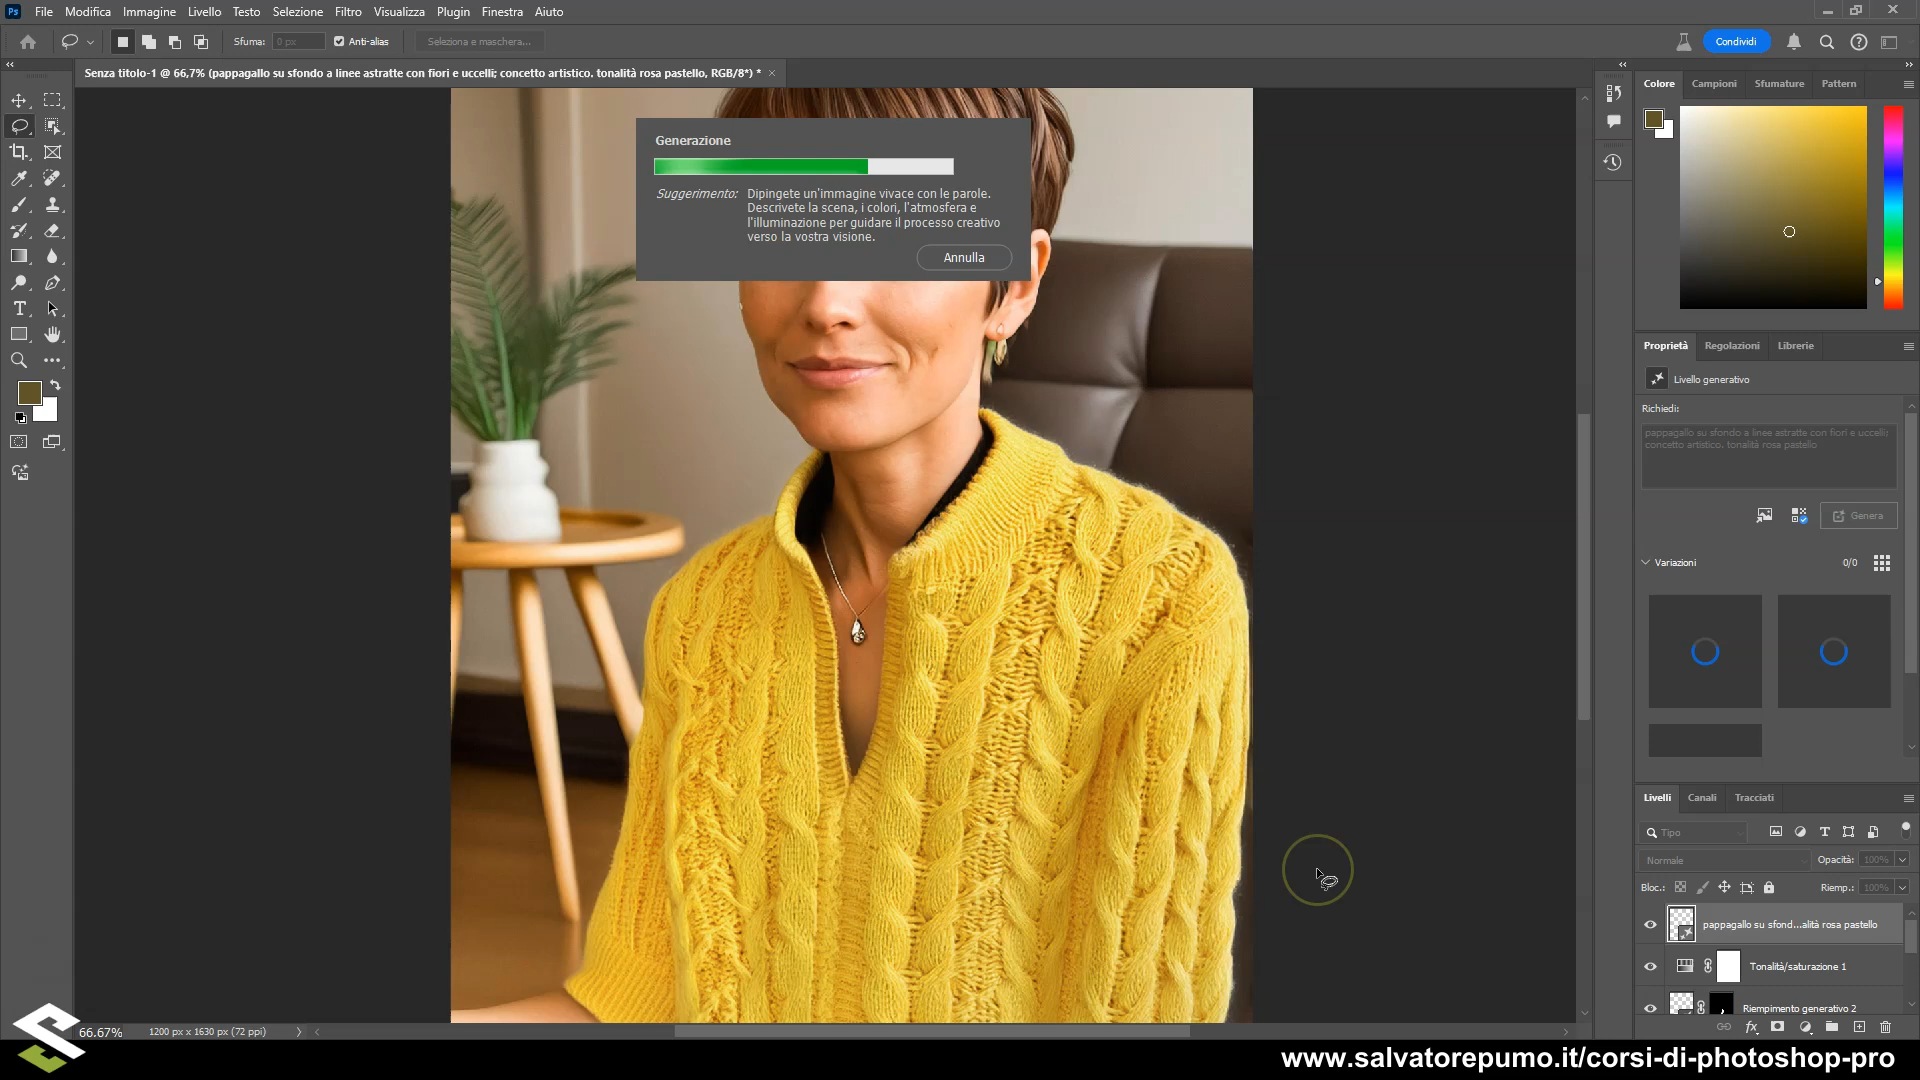 Ps File Modifica Immagine Livello Testo Selezione Filtro Visualizza Plugin Finestra Aiuto
Sfuma: 0 px Anti-alias Seleziona e maschera... Condividi
Senza titolo-1 @ 66,7% (pappagallo su sfondo a linee astratte con fiori e uccelli; concetto artistico. tonalità rosa pastello, RGB/8*) * ×
Colore Campioni Sfumature Pattern
Generazione
Suggerimento: Dipingete un'immagine vivace con le parole.
Descrivete la scena, i colori, l'atmosfera e
l'illuminazione per guidare il processo creativo
verso la vostra visione.
Annulla
Proprietà Regolazioni Librerie
Livello generativo
Richiedi:
pappagallo su sfondo a linee astratte con fiori e uccelli;
concetto artistico. tonalità rosa pastello
Genera
Variazioni 0/0
Livelli Canali Tracciati
Tipo
Normale Opacità: 100%
Bloc.: Riemp.: 100%
pappagallo su sfond...alità rosa pastello
Tonalità/saturazione 1
Riempimento generativo 2
fx
66.67% 1200 px x 1630 px (72 ppi)
www.salvatorepumo.it/corsi-di-photoshop-pro